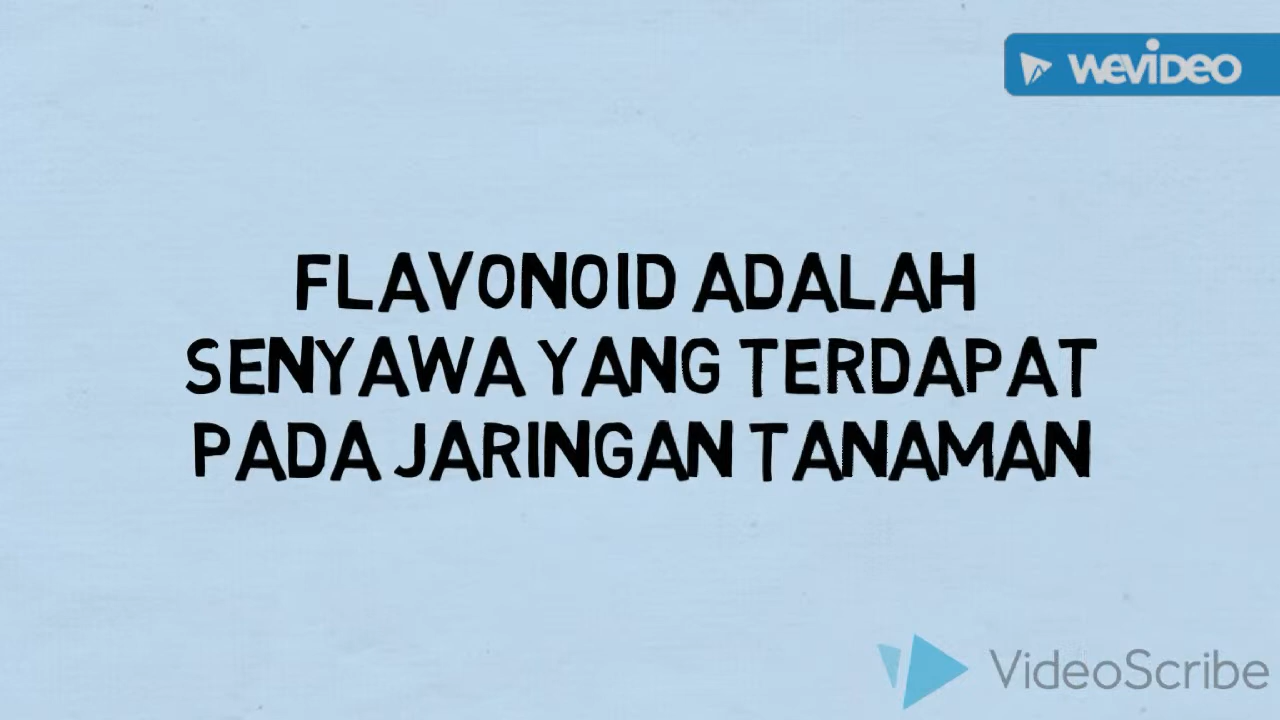 WEVIDEO
FLAVONOID ADALAH
SENYAWA YANG TERDAPAT
PADA JARINGAN TANAMAN
VideoScribe